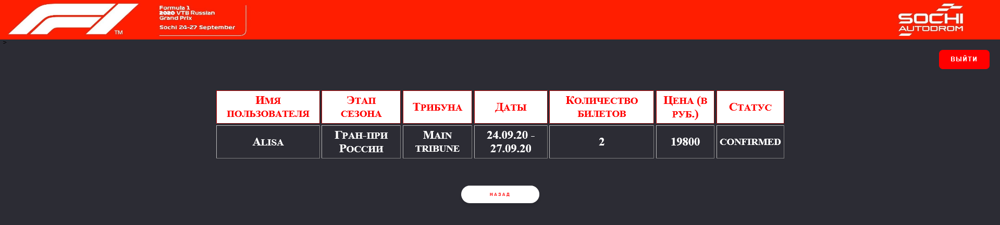 Formula 1
2020 VTB Russian
Grand Prix
Sochi 24-27 September
TM
SOCHI
AUTODROM
>
ВЫЙТИ
Имя пользователя
Этап сезона
Трибуна
Даты
Количество билетов
Цена (в руб.)
Статус
Alisa
Гран-при России
Main tribune
24.09.20 - 27.09.20
2
19800
confirmed
НАЗАД